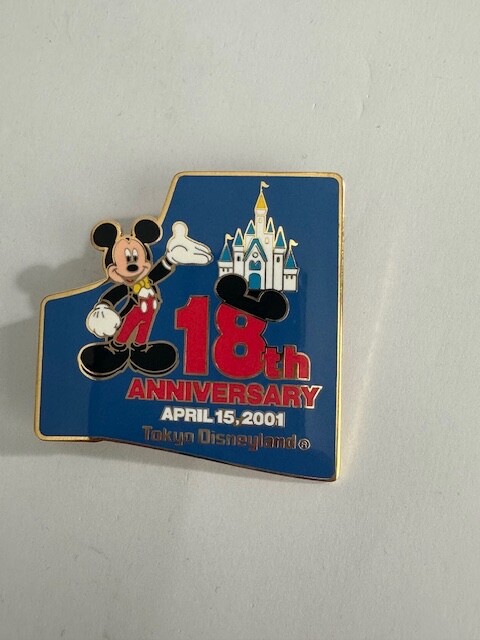 18th
ANNIVERSARY
APRIL 15, 2001
Tokyo Disneyland®